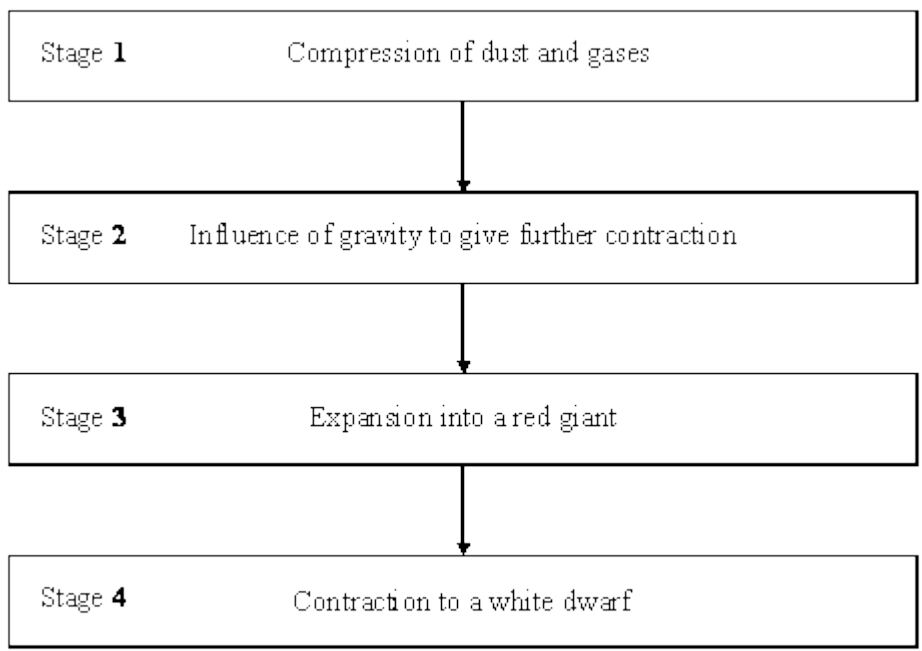 Stage 1 Compression of dust and gases
Stage 2 Influence of gravity to give further contraction
Stage 3 Expansion into a red giant
Stage 4 Contraction to a white dwarf